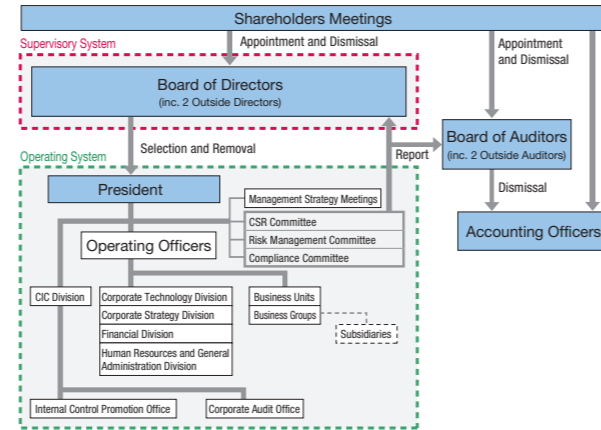 Shareholders Meetings
Supervisory System
Appointment and Dismissal
Appointment
and Dismissal
Board of Directors
(inc. 2 Outside Directors)
Board of Auditors
(inc. 2 Outside Auditors)
Selection and Removal
Report
Operating System
President
Dismissal
Management Strategy Meetings
CSR Committee
Risk Management Committee
Compliance Committee
Accounting Officers
Operating Officers
CIC Division
Corporate Technology Division
Corporate Strategy Division
Financial Division
Human Resources and General
Administration Division
Business Units
Business Groups
Subsidiaries
Internal Control Promotion Office
Corporate Audit Office